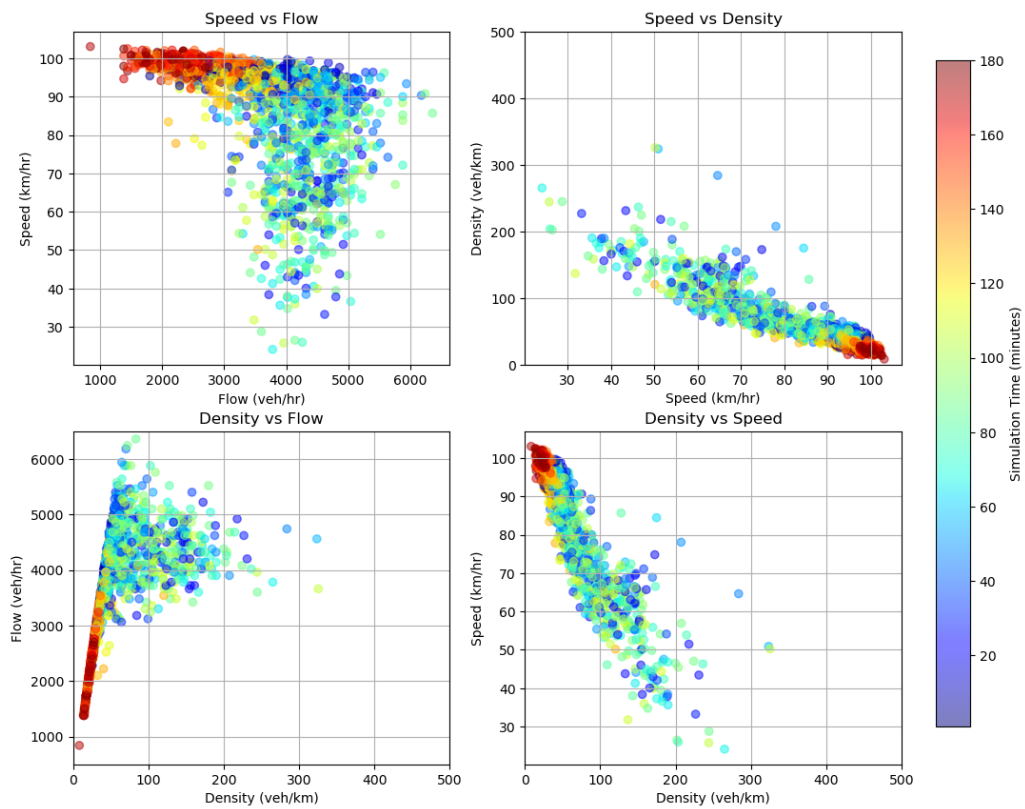 Speed vs Flow
100
90
80
70
60
50
40
30
Speed (km/hr)
1000 2000 3000 4000 5000 6000
Flow (veh/hr)
Speed vs Density
500
400
300
200
100
0
Density (veh/km)
30 40 50 60 70 80 90 100
Speed (km/hr)
Density vs Flow
6000
5000
4000
3000
2000
1000
Flow (veh/hr)
0 100 200 300 400 500
Density (veh/km)
Density vs Speed
100
90
80
70
60
50
40
30
Speed (km/hr)
0 100 200 300 400 500
Density (veh/km)
180
160
140
120
100
80
60
40
20
Simulation Time (minutes)